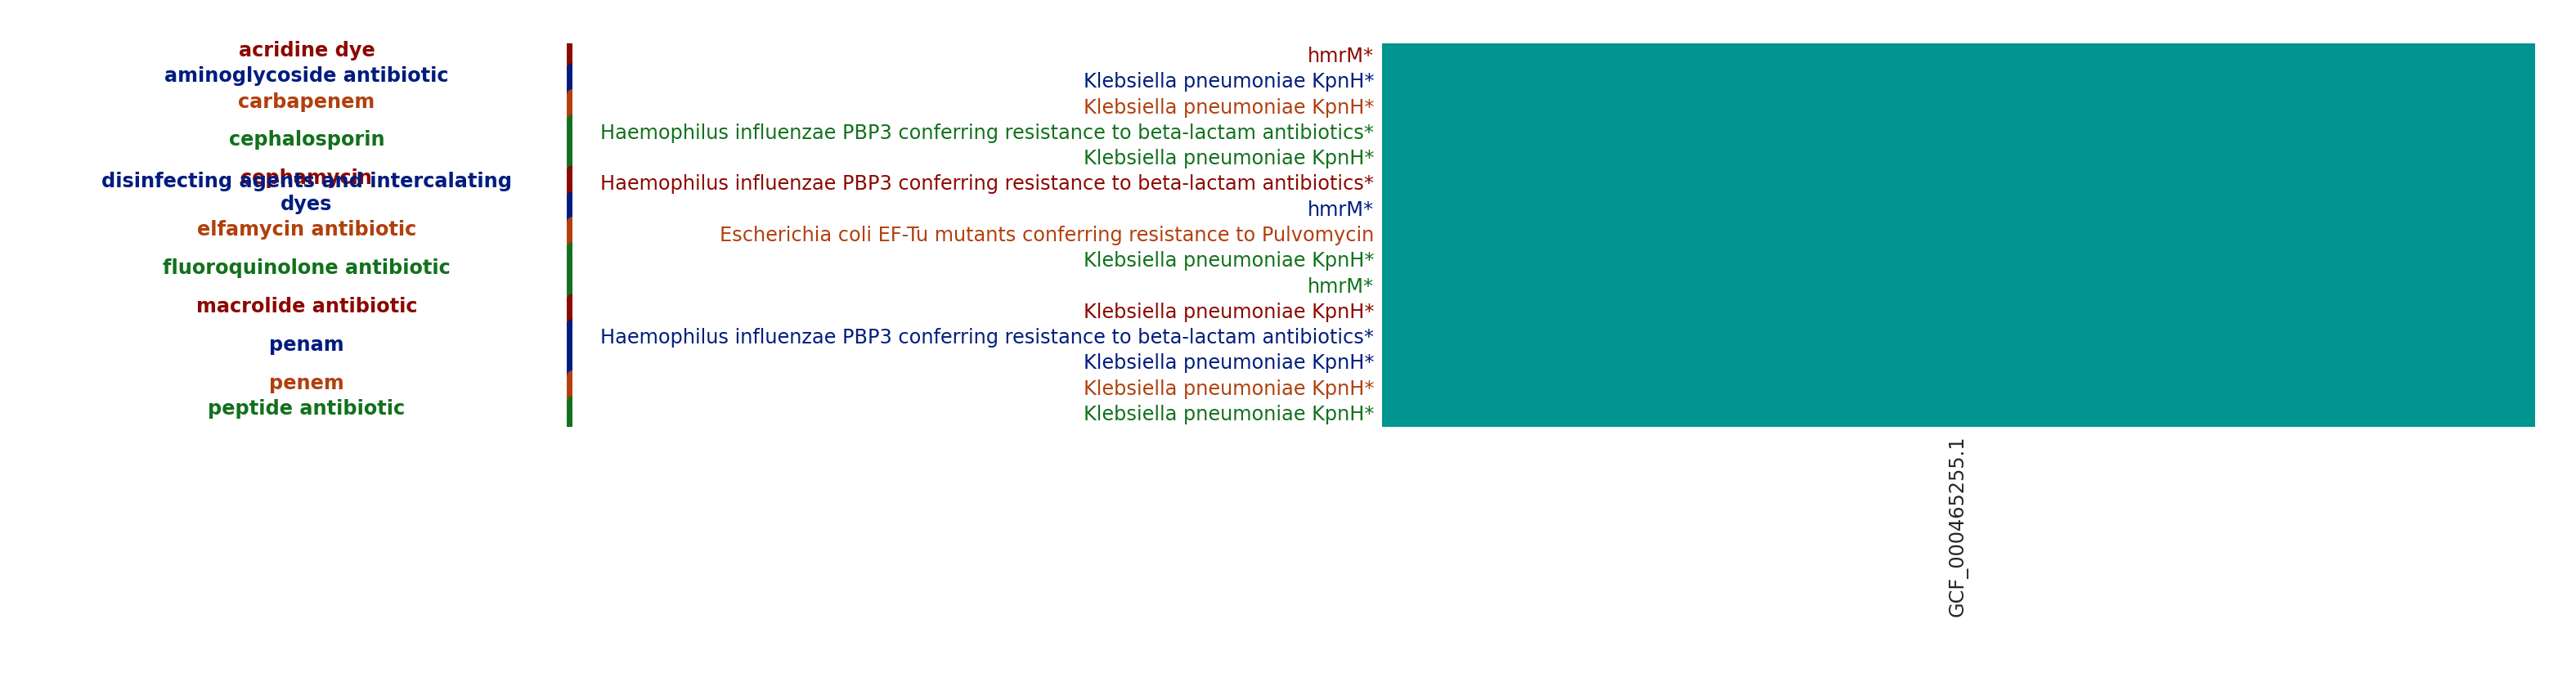 acridine dye
aminoglycoside antibiotic
carbapenem
cephalosporin
cephamycin
disinfecting agents and intercalating
dyes
elfamycin antibiotic
fluoroquinolone antibiotic
macrolide antibiotic
penam
penem
peptide antibiotic
hmrM*
Klebsiella pneumoniae KpnH*
Klebsiella pneumoniae KpnH*
Haemophilus influenzae PBP3 conferring resistance to beta-lactam antibiotics*
Klebsiella pneumoniae KpnH*
Haemophilus influenzae PBP3 conferring resistance to beta-lactam antibiotics*
hmrM*
Escherichia coli EF-Tu mutants conferring resistance to Pulvomycin
Klebsiella pneumoniae KpnH*
hmrM*
Klebsiella pneumoniae KpnH*
Haemophilus influenzae PBP3 conferring resistance to beta-lactam antibiotics*
Klebsiella pneumoniae KpnH*
Klebsiella pneumoniae KpnH*
Klebsiella pneumoniae KpnH*
GCF_000465255.1